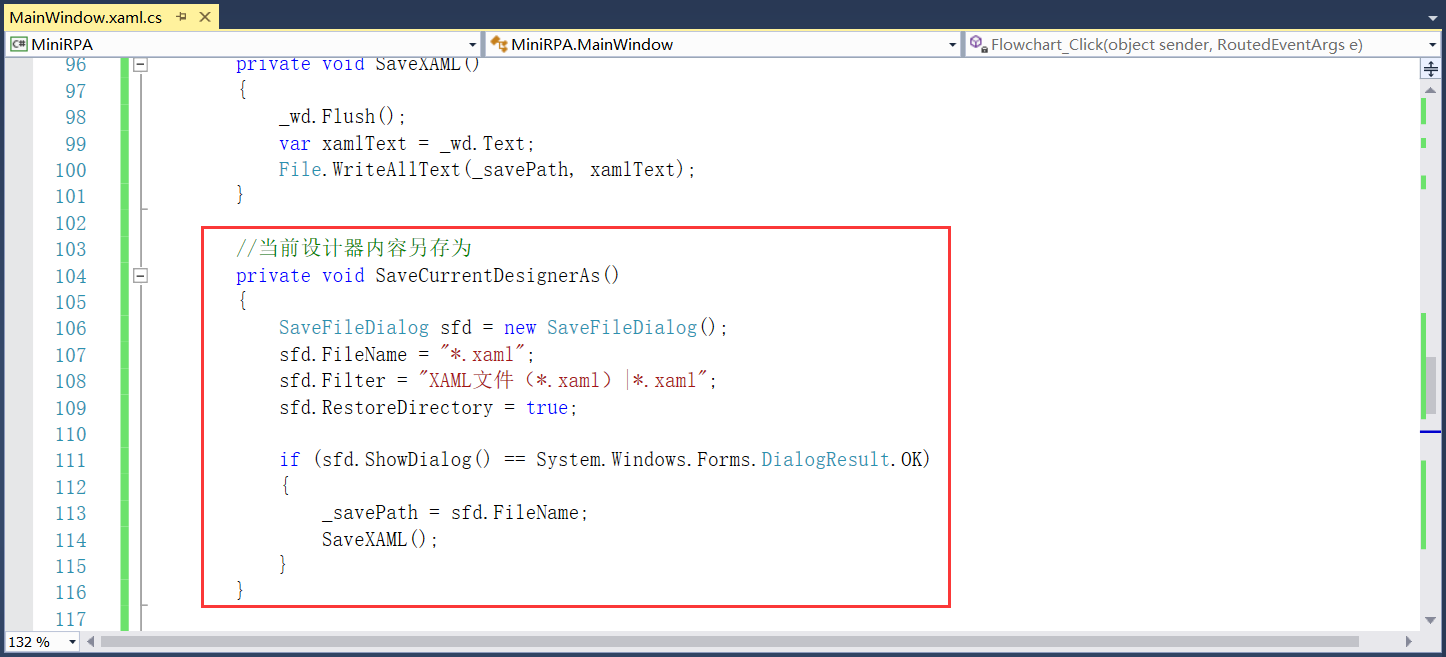 MainWindow.xaml.cs
C# MiniRPA
MiniRPA.MainWindow
Flowchart_Click(object sender, RoutedEventArgs e)
96 private void SaveXAML()
97 {
98 _wd.Flush();
99 var xamlText = _wd.Text;
100 File.WriteAllText(_savePath, xamlText);
101 }
102
103 //当前设计器内容另存为
104 private void SaveCurrentDesignerAs()
105 {
106 SaveFileDialog sfd = new SaveFileDialog();
107 sfd.FileName = "*.xaml";
108 sfd.Filter = "XAML文件（*.xaml）|*.xaml";
109 sfd.RestoreDirectory = true;
110
111 if (sfd.ShowDialog() == System.Windows.Forms.DialogResult.OK)
112 {
113 _savePath = sfd.FileName;
114 SaveXAML();
115 }
116 }
117
132 %